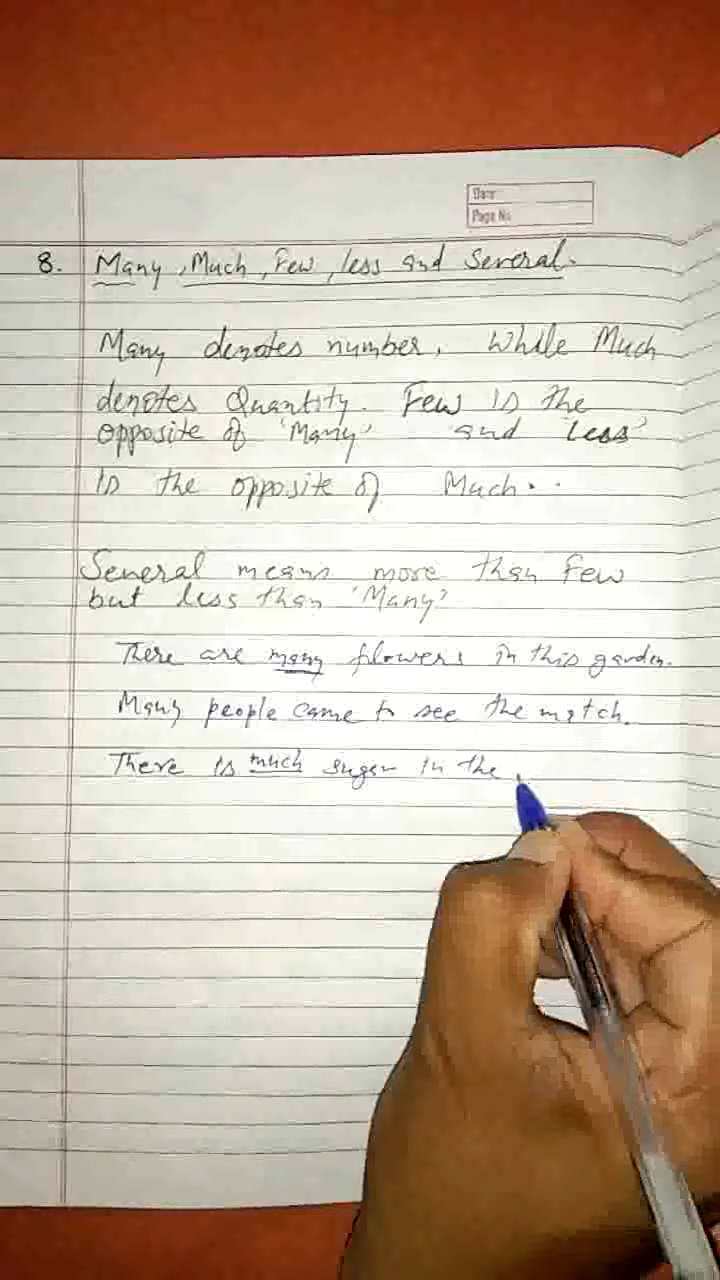 Date
Page No.
8. Many, Much, Few, less and Several.
Many denotes number, While Much
denotes Quantity. Few is the
opposite of 'Many' and 'less'
is the opposite of Much..
Several means more than Few
but less than 'Many'
There are many flowers in this garden.
Many people came to see the match.
There is much sugar in the